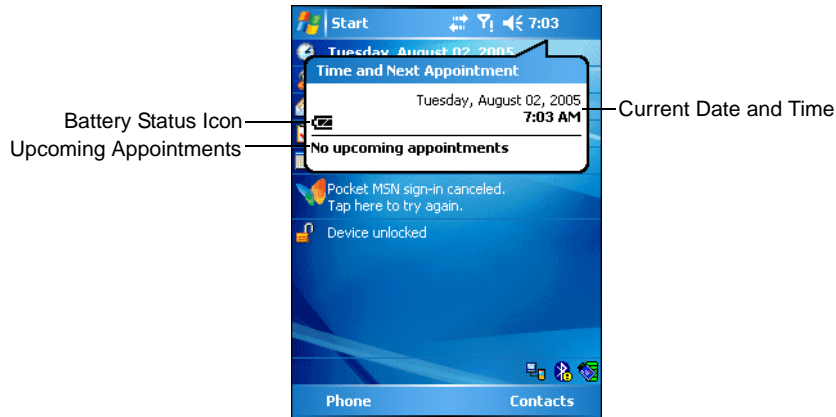 Start 7:03
Tuesday, August 02, 2005
Time and Next Appointment
Tuesday, August 02, 2005
7:03 AM
Current Date and Time
Battery Status Icon
Upcoming Appointments
No upcoming appointments
Pocket MSN sign-in canceled.
Tap here to try again.
Device unlocked
Phone Contacts